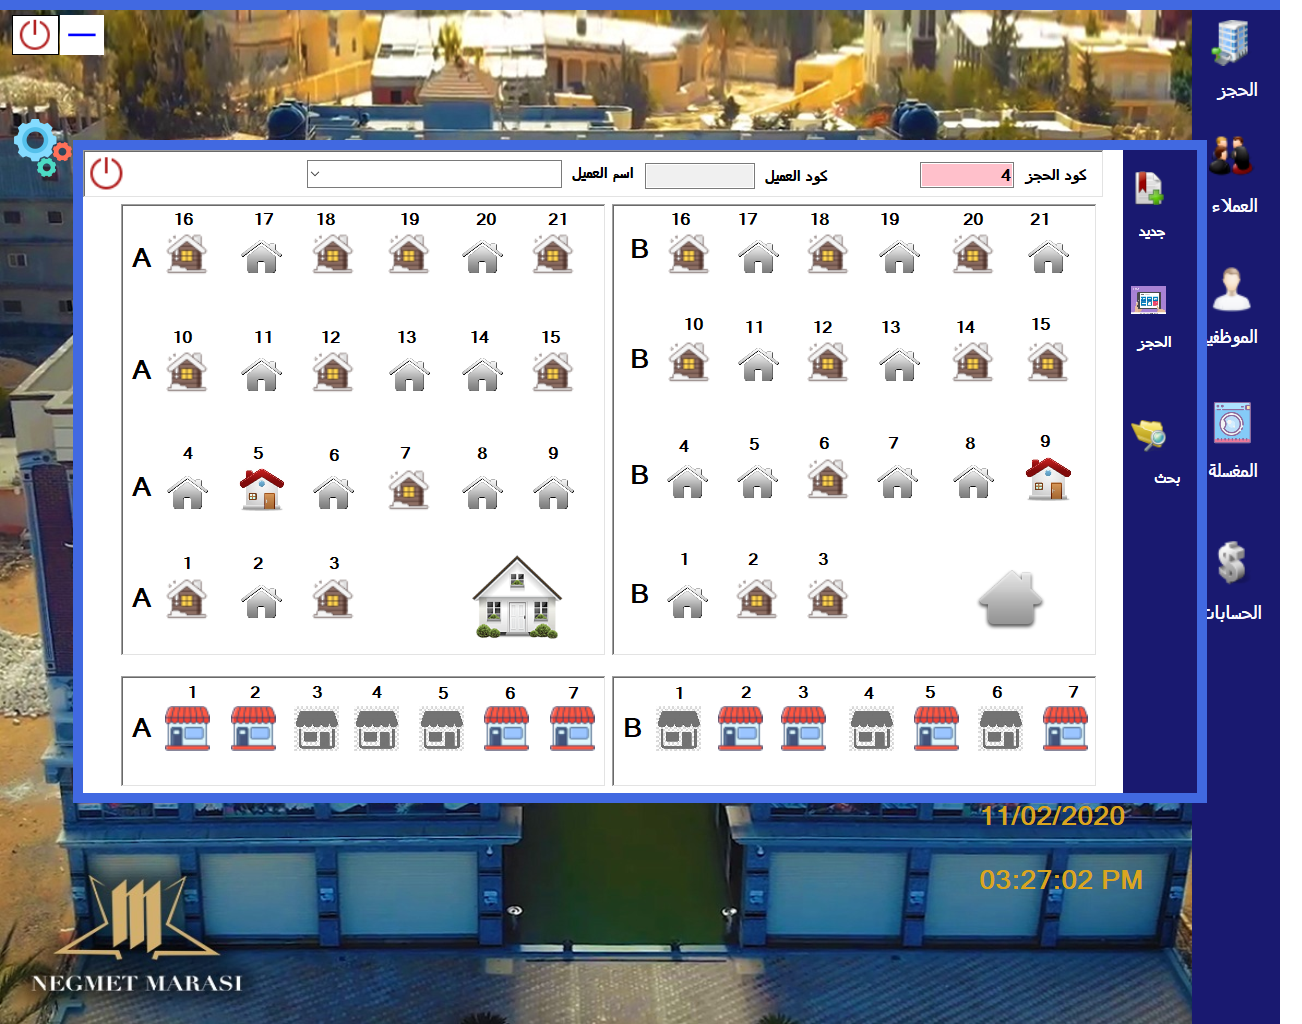 الحجز
العملاء
الموظفي
المغسلة
الحسابات
كود الحجز 4 كود العميل اسم العميل
جديد
الحجز
بحث
16 17 18 19 20 21
A
10 11 12 13 14 15
A
4 5 6 7 8 9
A
1 2 3
A
16 17 18 19 20 21
B
10 11 12 13 14 15
B
4 5 6 7 8 9
B
1 2 3
B
1 2 3 4 5 6 7
A
1 2 3 4 5 6 7
B
11/02/2020
03:27:02 PM
NEGMET MARASI